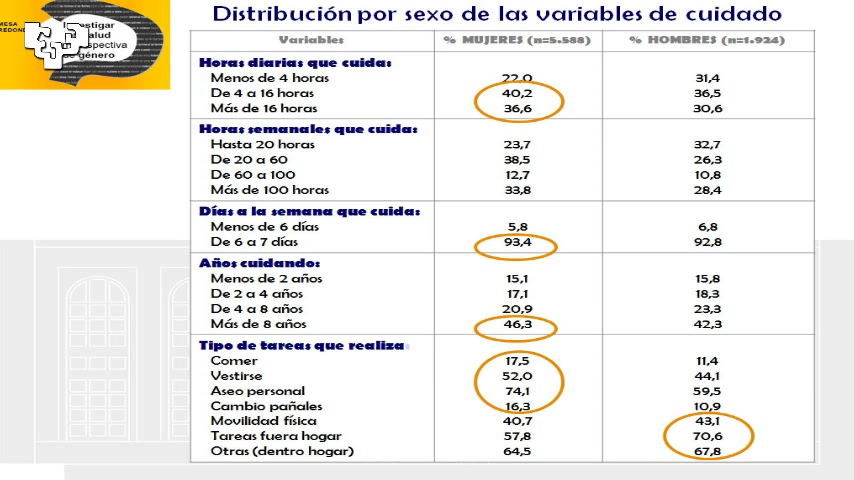 Distribución por sexo de las variables de cuidado
MESA
REDON
Investigar
salud
perspectiva
de género
Variables % MUJERES (n=5.588) % HOMBRES (n=1.924)
Horas diarias que cuida:
Menos de 4 horas 22,0 31,4
De 4 a 16 horas 40,2 36,5
Más de 16 horas 36,6 30,6
Horas semanales que cuida:
Hasta 20 horas 23,7 32,7
De 20 a 60 38,5 26,3
De 60 a 100 12,7 10,8
Más de 100 horas 33,8 28,4
Días a la semana que cuida:
Menos de 6 días 5,8 6,8
De 6 a 7 días 93,4 92,8
Años cuidando:
Menos de 2 años 15,1 15,8
De 2 a 4 años 17,1 18,3
De 4 a 8 años 20,9 23,3
Más de 8 años 46,3 42,3
Tipo de tareas que realiza:
Comer 17,5 11,4
Vestirse 52,0 44,1
Aseo personal 74,1 59,5
Cambio pañales 16,3 10,9
Movilidad física 40,7 43,1
Tareas fuera hogar 57,8 70,6
Otras (dentro hogar) 64,5 67,8